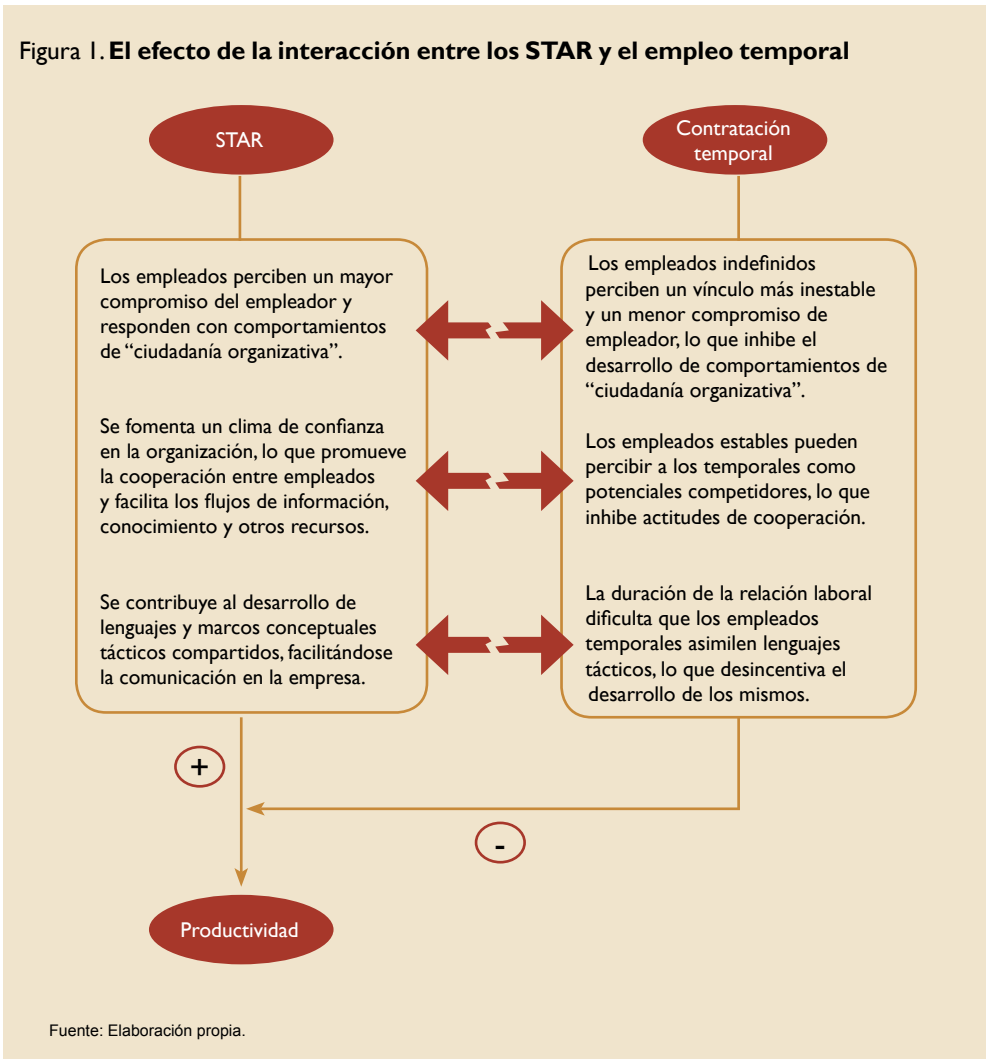 Figura 1. El efecto de la interacción entre los STAR y el empleo temporal
STAR
Contratación
temporal
Los empleados perciben un mayor
compromiso del empleador y
responden con comportamientos
de “ciudadanía organizativa”.
Se fomenta un clima de confianza
en la organización, lo que promueve
la cooperación entre empleados
y facilita los flujos de información,
conocimiento y otros recursos.
Se contribuye al desarrollo de
lenguajes y marcos conceptuales
tácticos compartidos, facilitándose
la comunicación en la empresa.
Los empleados indefinidos
perciben un vínculo más inestable
y un menor compromiso de
empleador, lo que inhibe el
desarrollo de comportamientos de
“ciudadanía organizativa”.
Los empleados estables pueden
percibir a los temporales como
potenciales competidores, lo que
inhibe actitudes de cooperación.
La duración de la relación laboral
dificulta que los empleados
temporales asimilen lenguajes
tácticos, lo que desincentiva el
desarrollo de los mismos.
+
-
Productividad
Fuente: Elaboración propia.